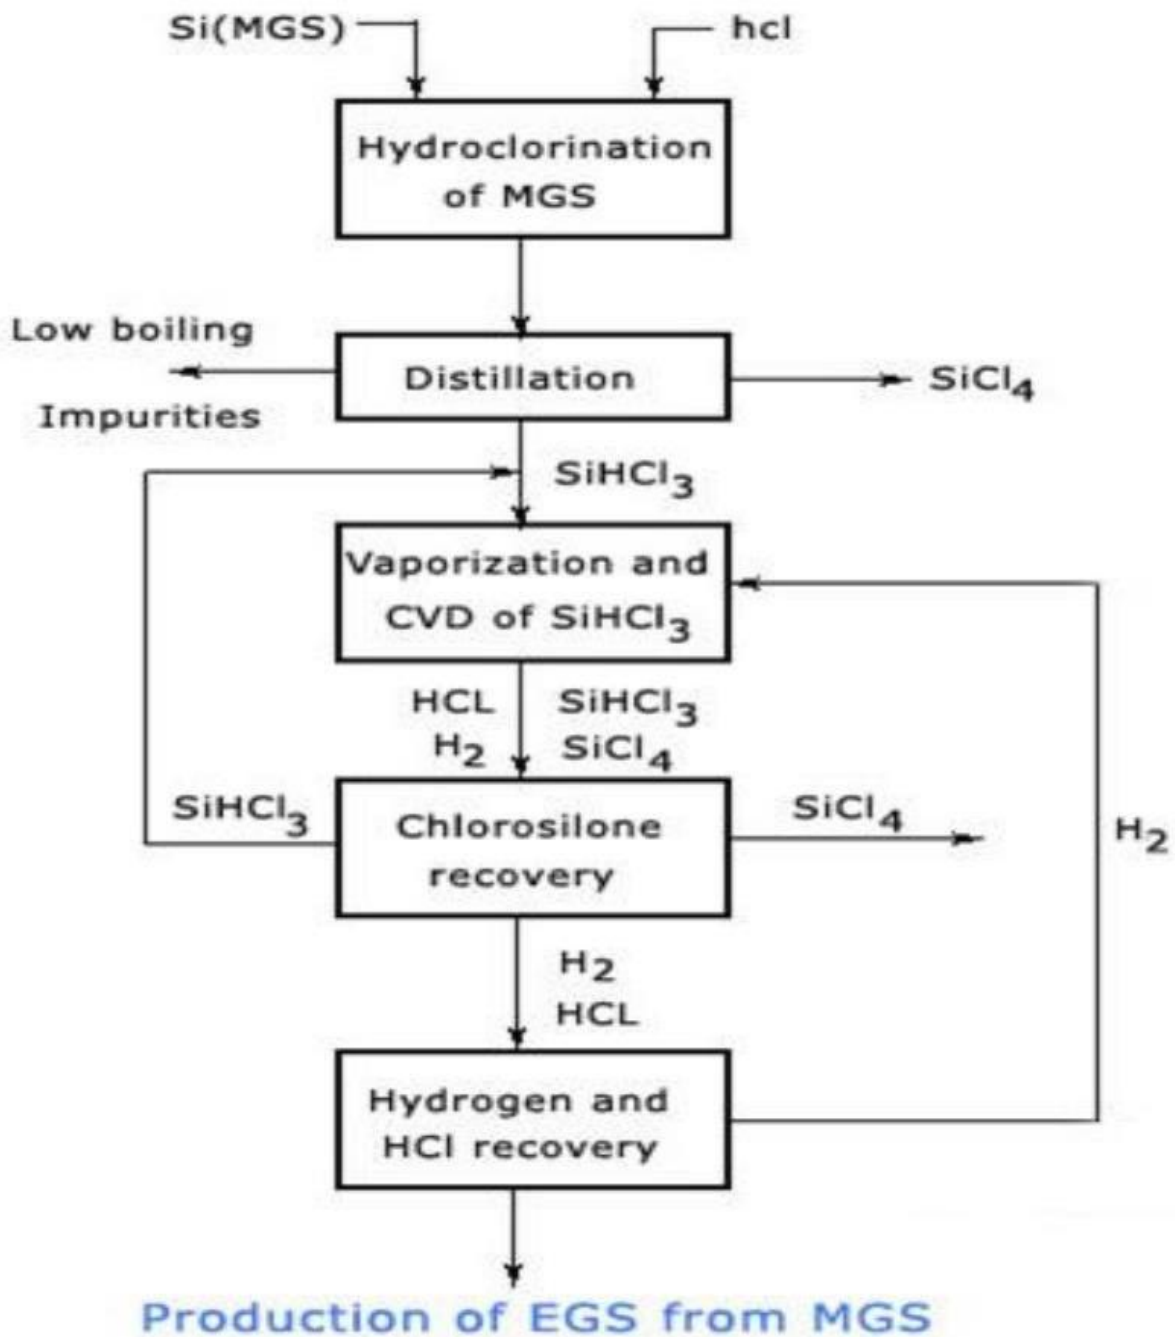 Si(MGS)
hcl
Hydroclorination
of MGS
Low boiling
Impurities
Distillation
SiCl4
SiHCl3
Vaporization and
CVD of SiHCl3
HCL
SiHCl3
H2
SiCl4
SiHCl3
Chlorosilone
recovery
SiCl4
H2
H2
HCL
Hydrogen and
HCl recovery
Production of EGS from MGS